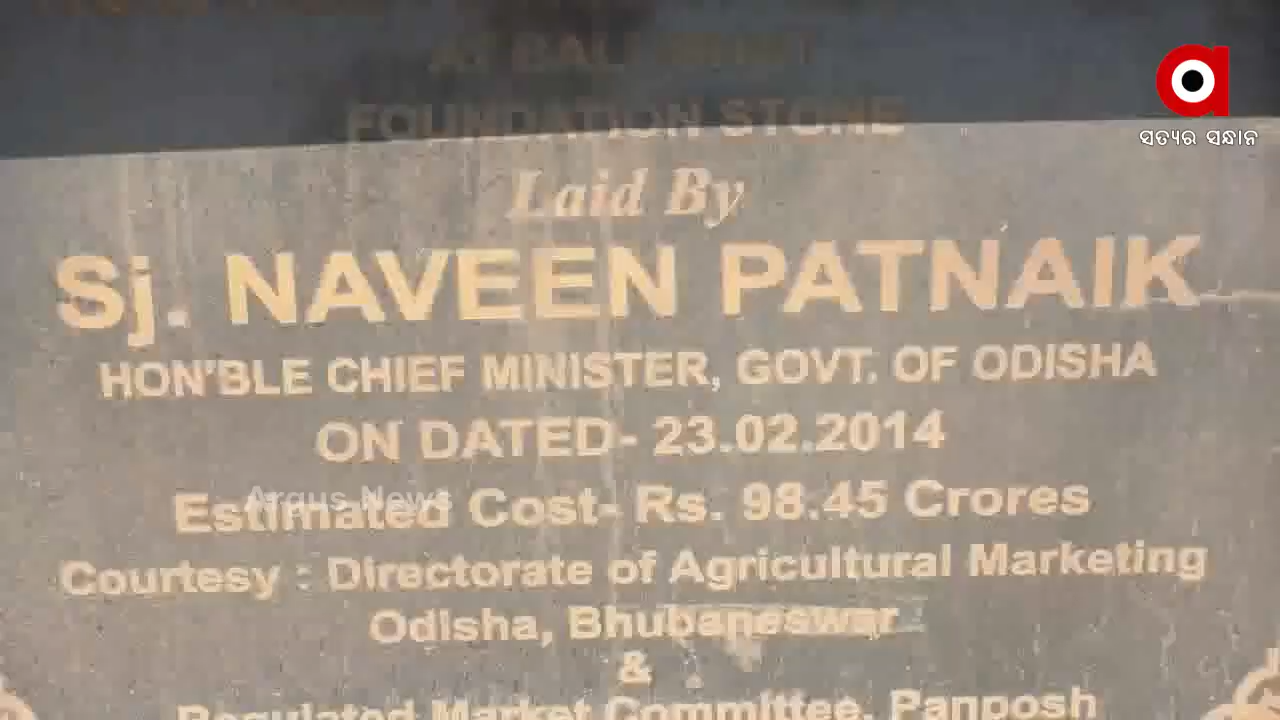 FOUNDATION STONE
Laid By
Sj. NAVEEN PATNAIK
HON'BLE CHIEF MINISTER, GOVT. OF ODISHA
ON DATED- 23.02.2014
Estimated Cost- Rs. 98.45 Crores
Courtesy : Directorate of Agricultural Marketing
Odisha, Bhubaneswar
&
Regulated Market Committee, Panposh
ସତ୍ୟର ସନ୍ଧାନ
Argus News